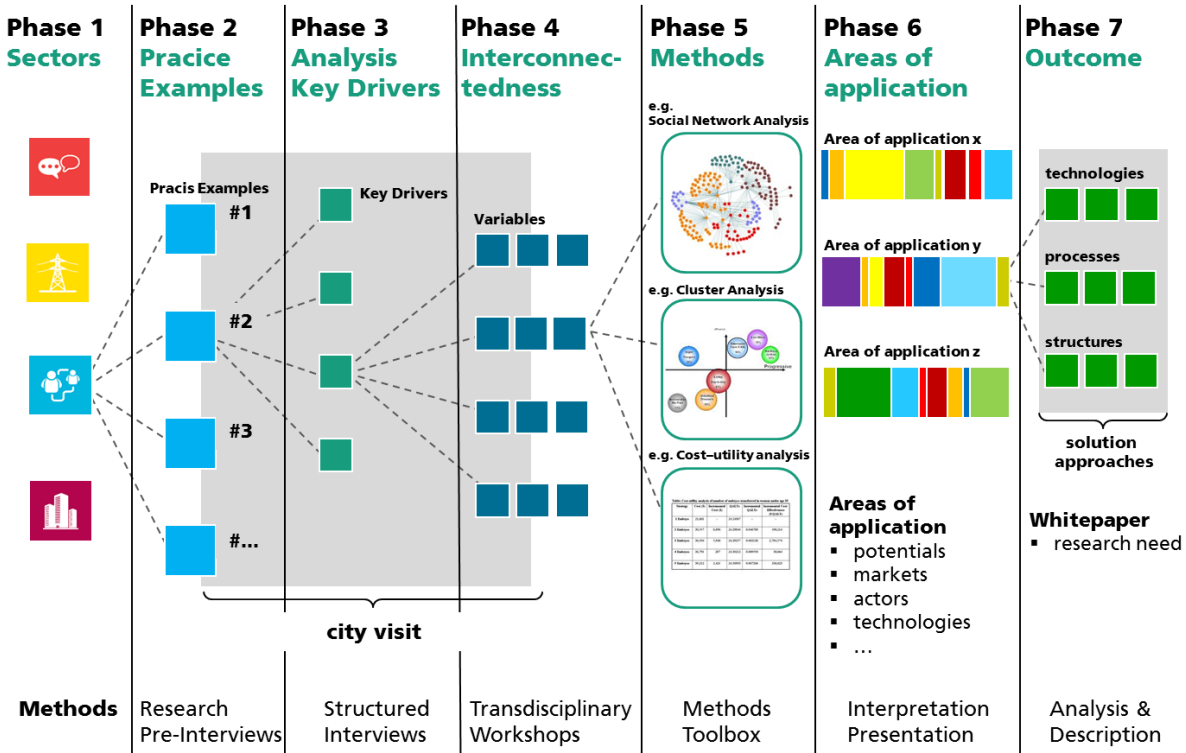 Phase 1
Sectors
Phase 2
Pracice
Examples
Phase 3
Analysis
Key Drivers
Phase 4
Interconnec-
tedness
Phase 5
Methods
Phase 6
Areas of
application
Phase 7
Outcome
Pracis Examples
#1
#2
#3
#...
Key Drivers
Variables
city visit
e.g.
Social Network Analysis
e.g. Cluster Analysis
Progressive
e.g. Cost–utility analysis
Area of application x
Area of application y
Area of application z
Areas of
application
▪ potentials
▪ markets
▪ actors
▪ technologies
▪ ...
technologies
processes
structures
solution
approaches
Whitepaper
▪ research need
Methods
Research
Pre-Interviews
Structured
Interviews
Transdisciplinary
Workshops
Methods
Toolbox
Interpretation
Presentation
Analysis &
Description